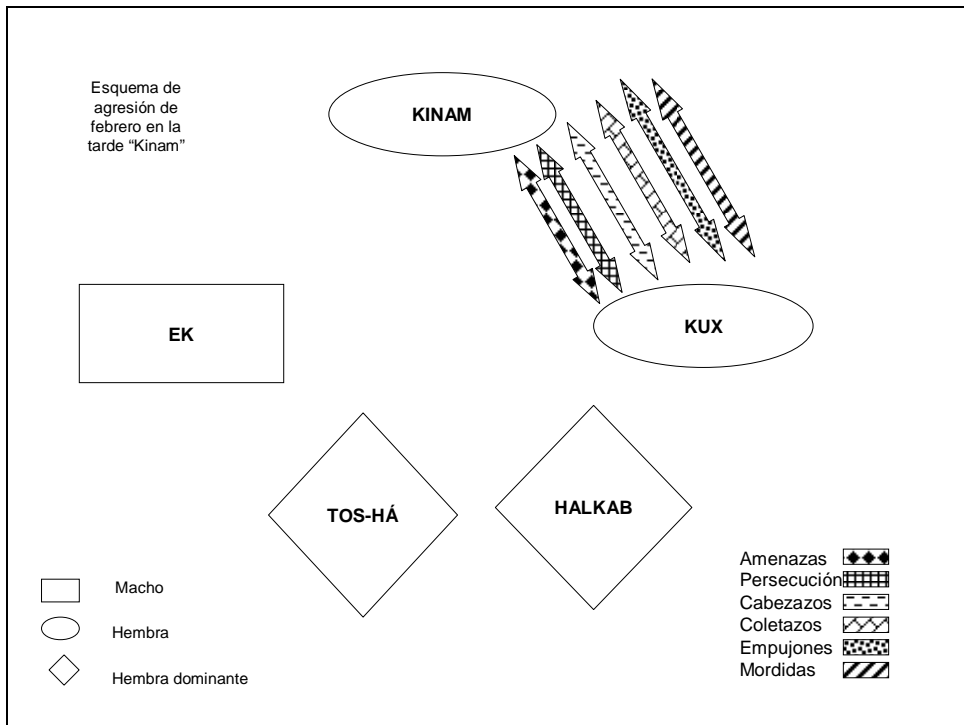 Esquema de
agresión de
febrero en la
tarde “Kinam”
KINAM
EK
KUX
TOS-HÁ
HALKAB
Macho
Hembra
Hembra dominante
Amenazas
Persecución
Cabezazos
Coletazos
Empujones
Mordidas